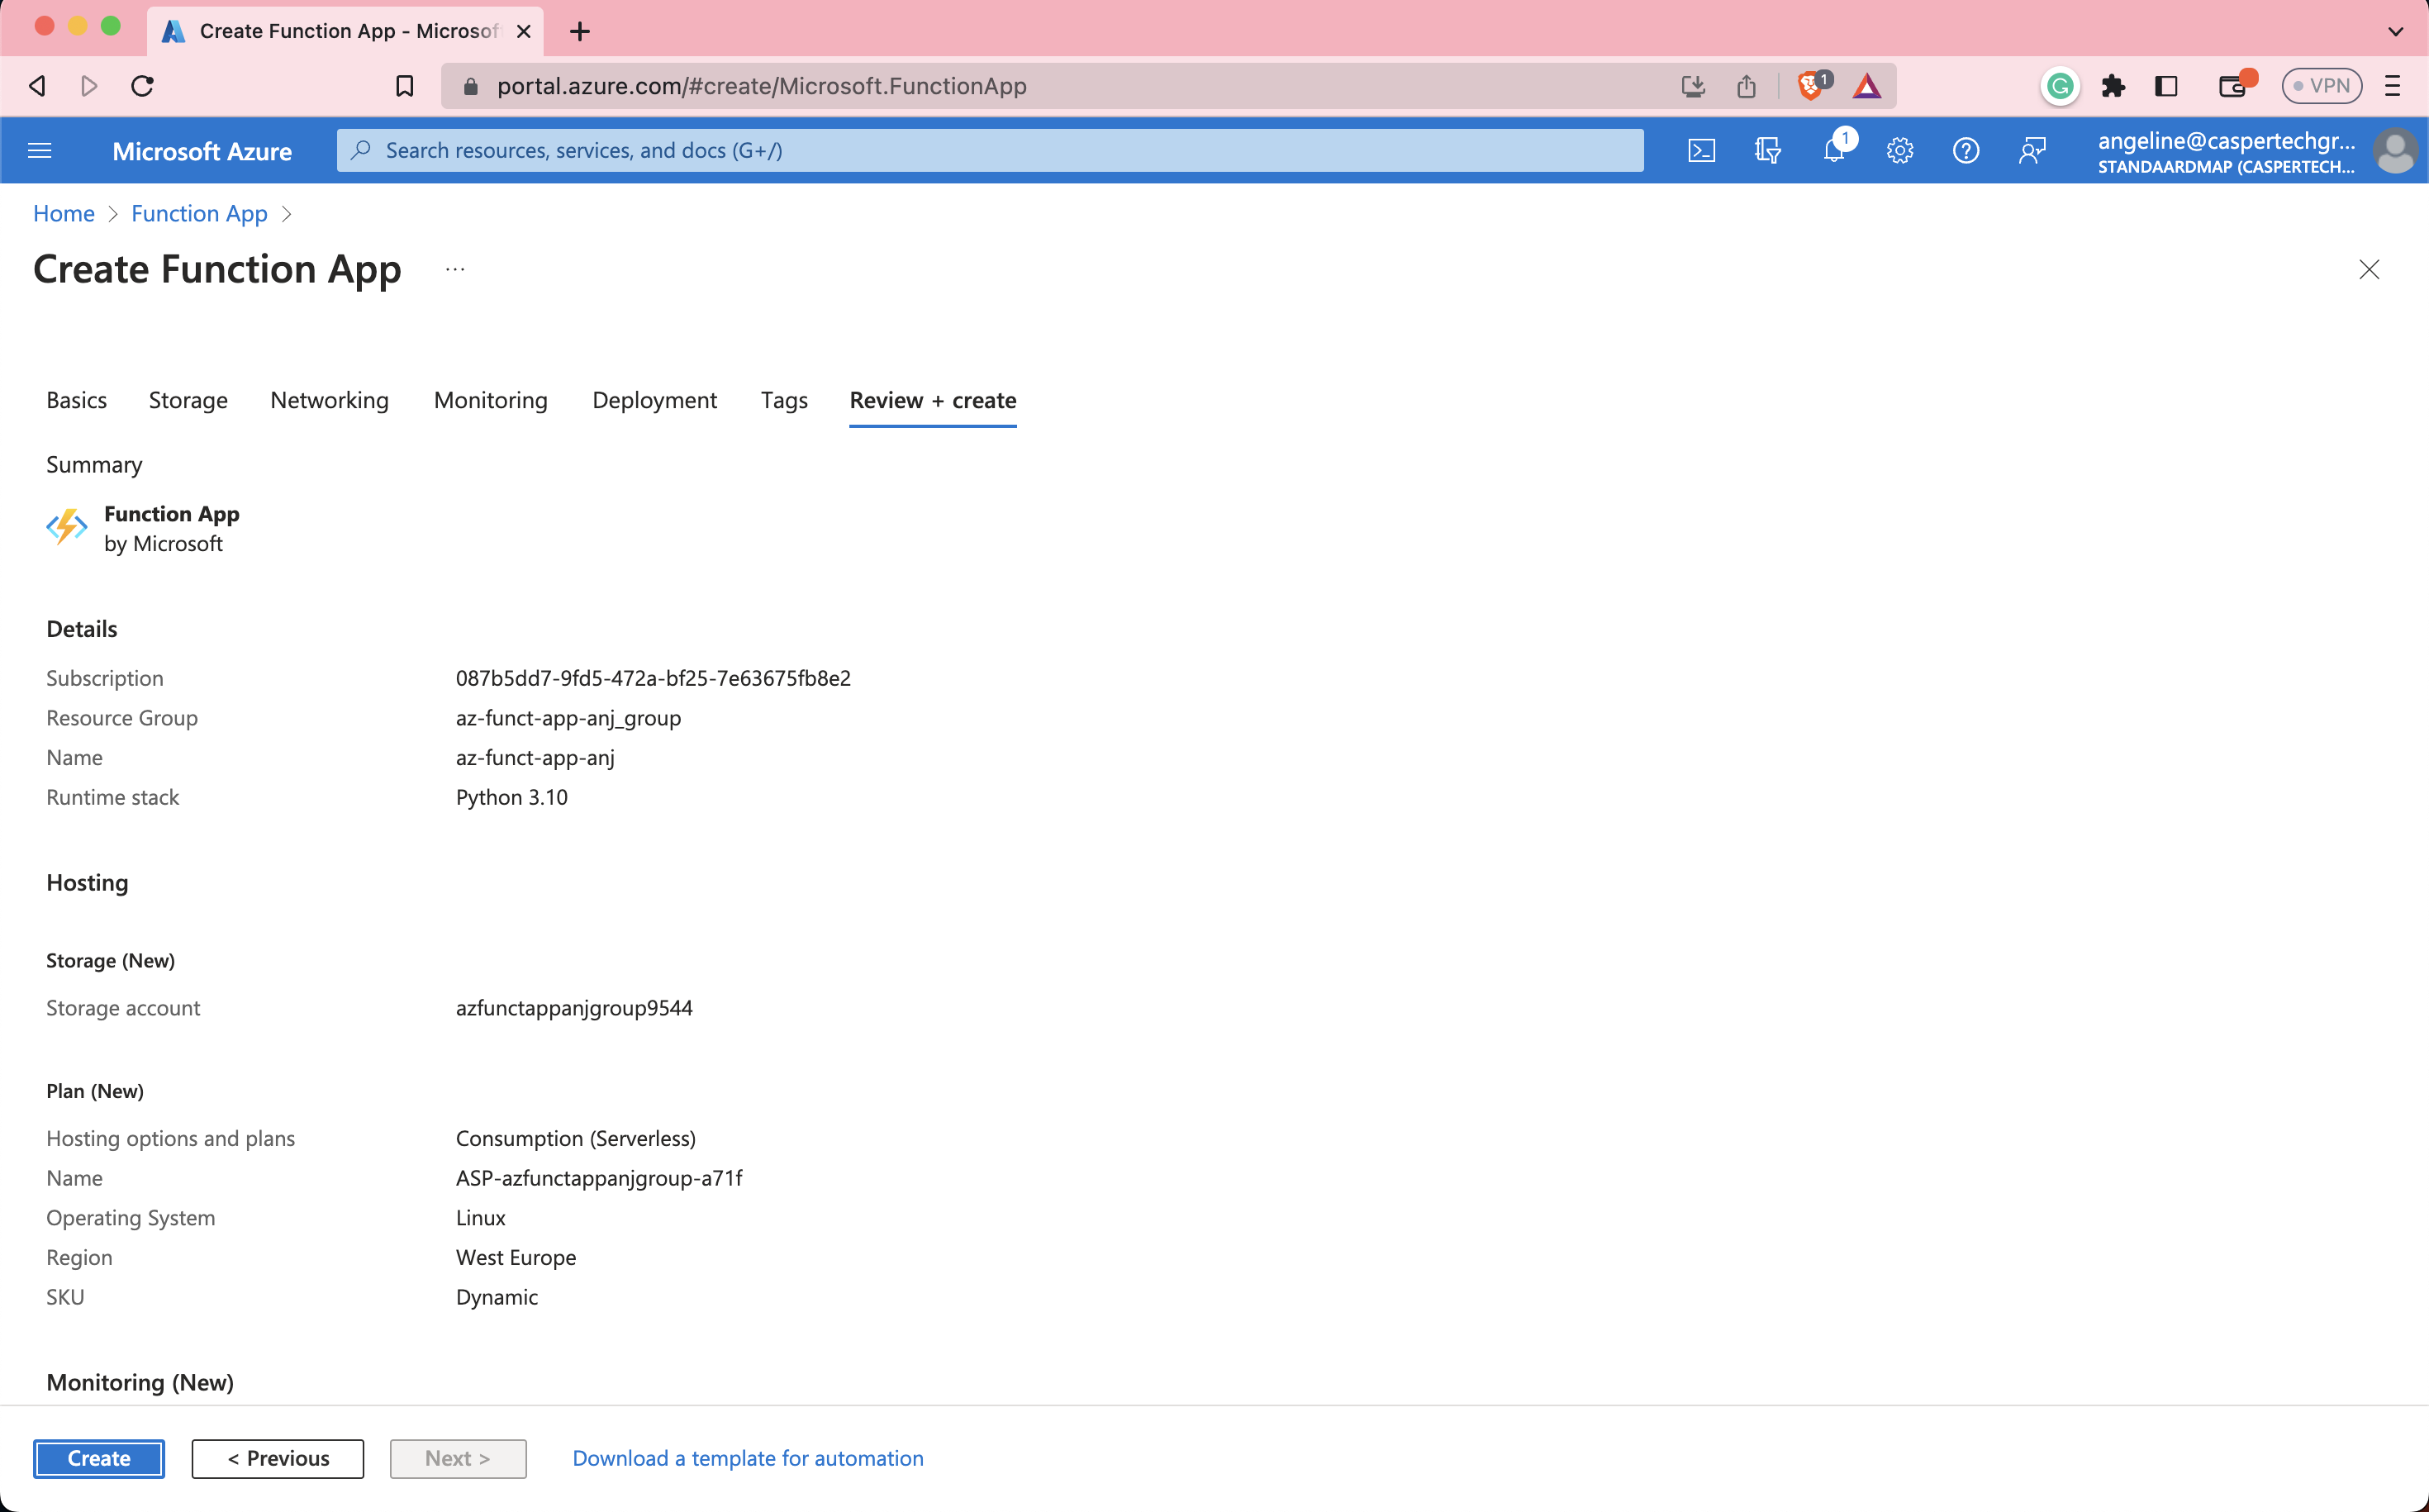 Create Function App - Microsof
portal.azure.com/#create/Microsoft.FunctionApp
1
VPN
Microsoft Azure
Search resources, services, and docs (G+/)
1
angeline@caspertechgr...
STANDAARDMAP (CASPERTECH...
Home > Function App >
Create Function App ...
Basics Storage Networking Monitoring Deployment Tags Review + create
Summary
Function App
by Microsoft
Details
Subscription 087b5dd7-9fd5-472a-bf25-7e63675fb8e2
Resource Group az-funct-app-anj_group
Name az-funct-app-anj
Runtime stack Python 3.10
Hosting
Storage (New)
Storage account azfunctappanjgroup9544
Plan (New)
Hosting options and plans Consumption (Serverless)
Name ASP-azfunctappanjgroup-a71f
Operating System Linux
Region West Europe
SKU Dynamic
Monitoring (New)
Create < Previous Next > Download a template for automation